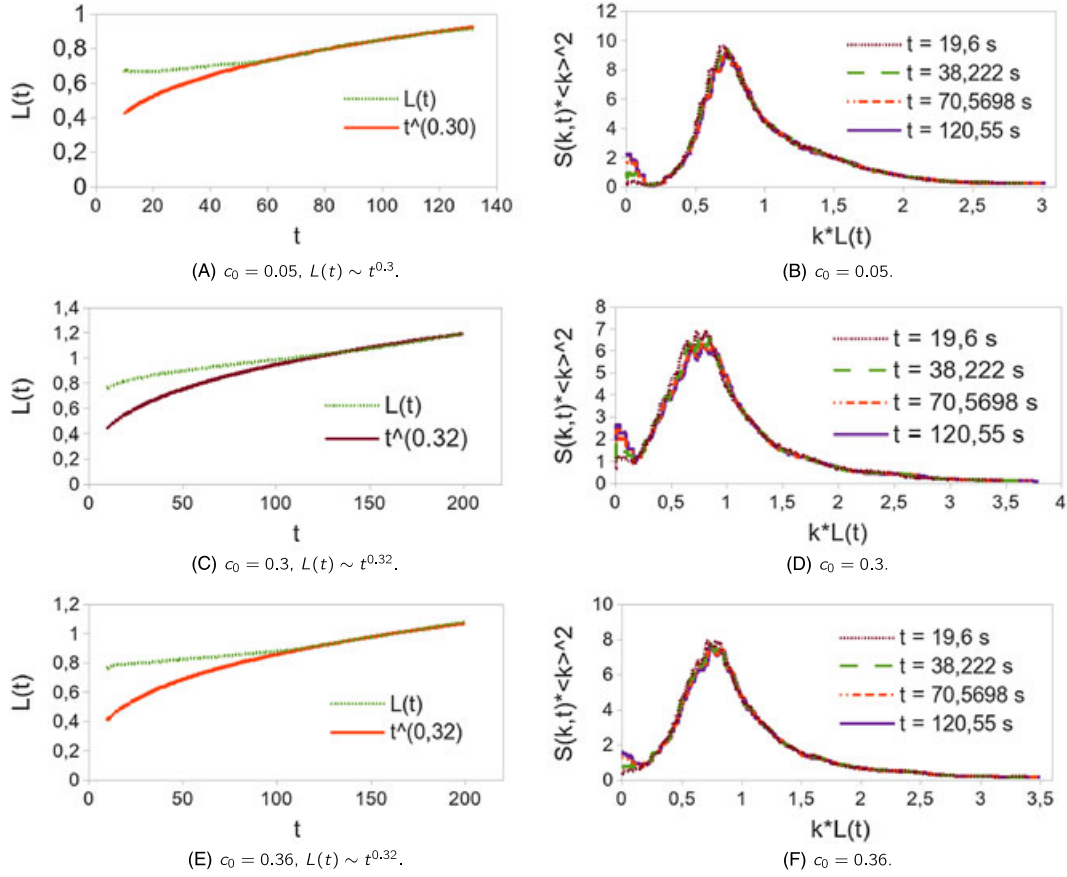 L(t)
1
0,8
0,6
0,4
0,2
0
0 20 40 60 80 100 120 140
t
L(t)
t^(0.30)
(A) c₀ = 0.05, L(t) ∼ t^0.3.
S(k,t)*<k>^2
12
10
8
6
4
2
0
0 0,5 1 1,5 2 2,5 3
k*L(t)
t = 19,6 s
t = 38,222 s
t = 70,5698 s
t = 120,55 s
(B) c₀ = 0.05.
L(t)
1,4
1,2
1
0,8
0,6
0,4
0,2
0
0 50 100 150 200
t
L(t)
t^(0.32)
(C) c₀ = 0.3, L(t) ∼ t^0.32.
S(k,t)*<k>^2
8
7
6
5
4
3
2
1
0
0 0,5 1 1,5 2 2,5 3 3,5 4
k*L(t)
t = 19,6 s
t = 38,222 s
t = 70,5698 s
t = 120,55 s
(D) c₀ = 0.3.
L(t)
1,2
1
0,8
0,6
0,4
0,2
0
0 50 100 150 200
t
L(t)
t^(0,32)
(E) c₀ = 0.36, L(t) ∼ t^0.32.
S(k,t)*<k>^2
10
8
6
4
2
0
0 0,5 1 1,5 2 2,5 3 3,5
k*L(t)
t = 19,6 s
t = 38,222 s
t = 70,5698 s
t = 120,55 s
(F) c₀ = 0.36.